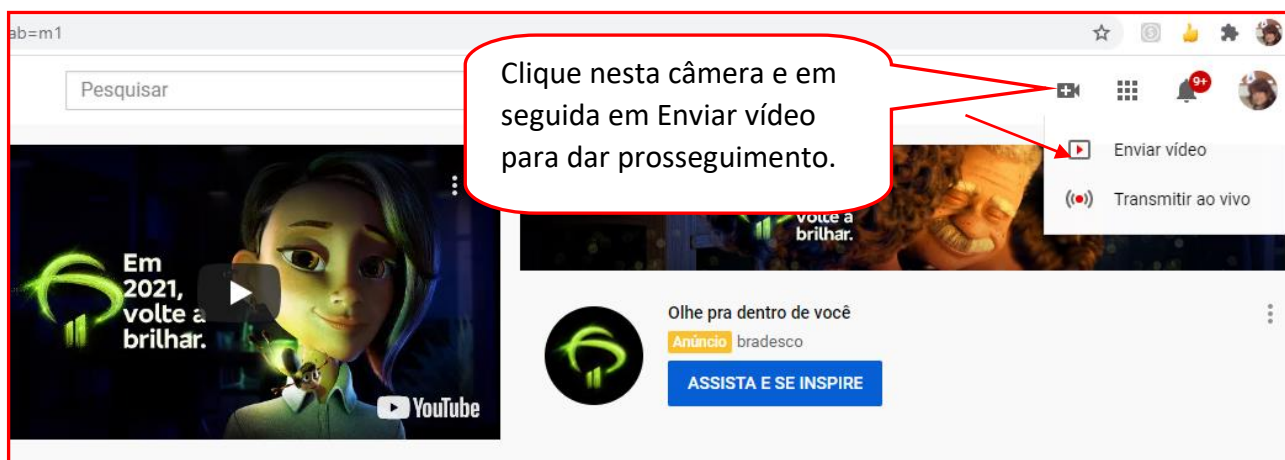 ab=m1
Pesquisar
9+
Clique nesta câmera e em
seguida em Enviar vídeo
para dar prosseguimento.
Enviar vídeo
Transmitir ao vivo
Em
2021,
volte a
brilhar.
YouTube
volte a
brilhar.
Olhe pra dentro de você
Anúncio bradesco
ASSISTA E SE INSPIRE